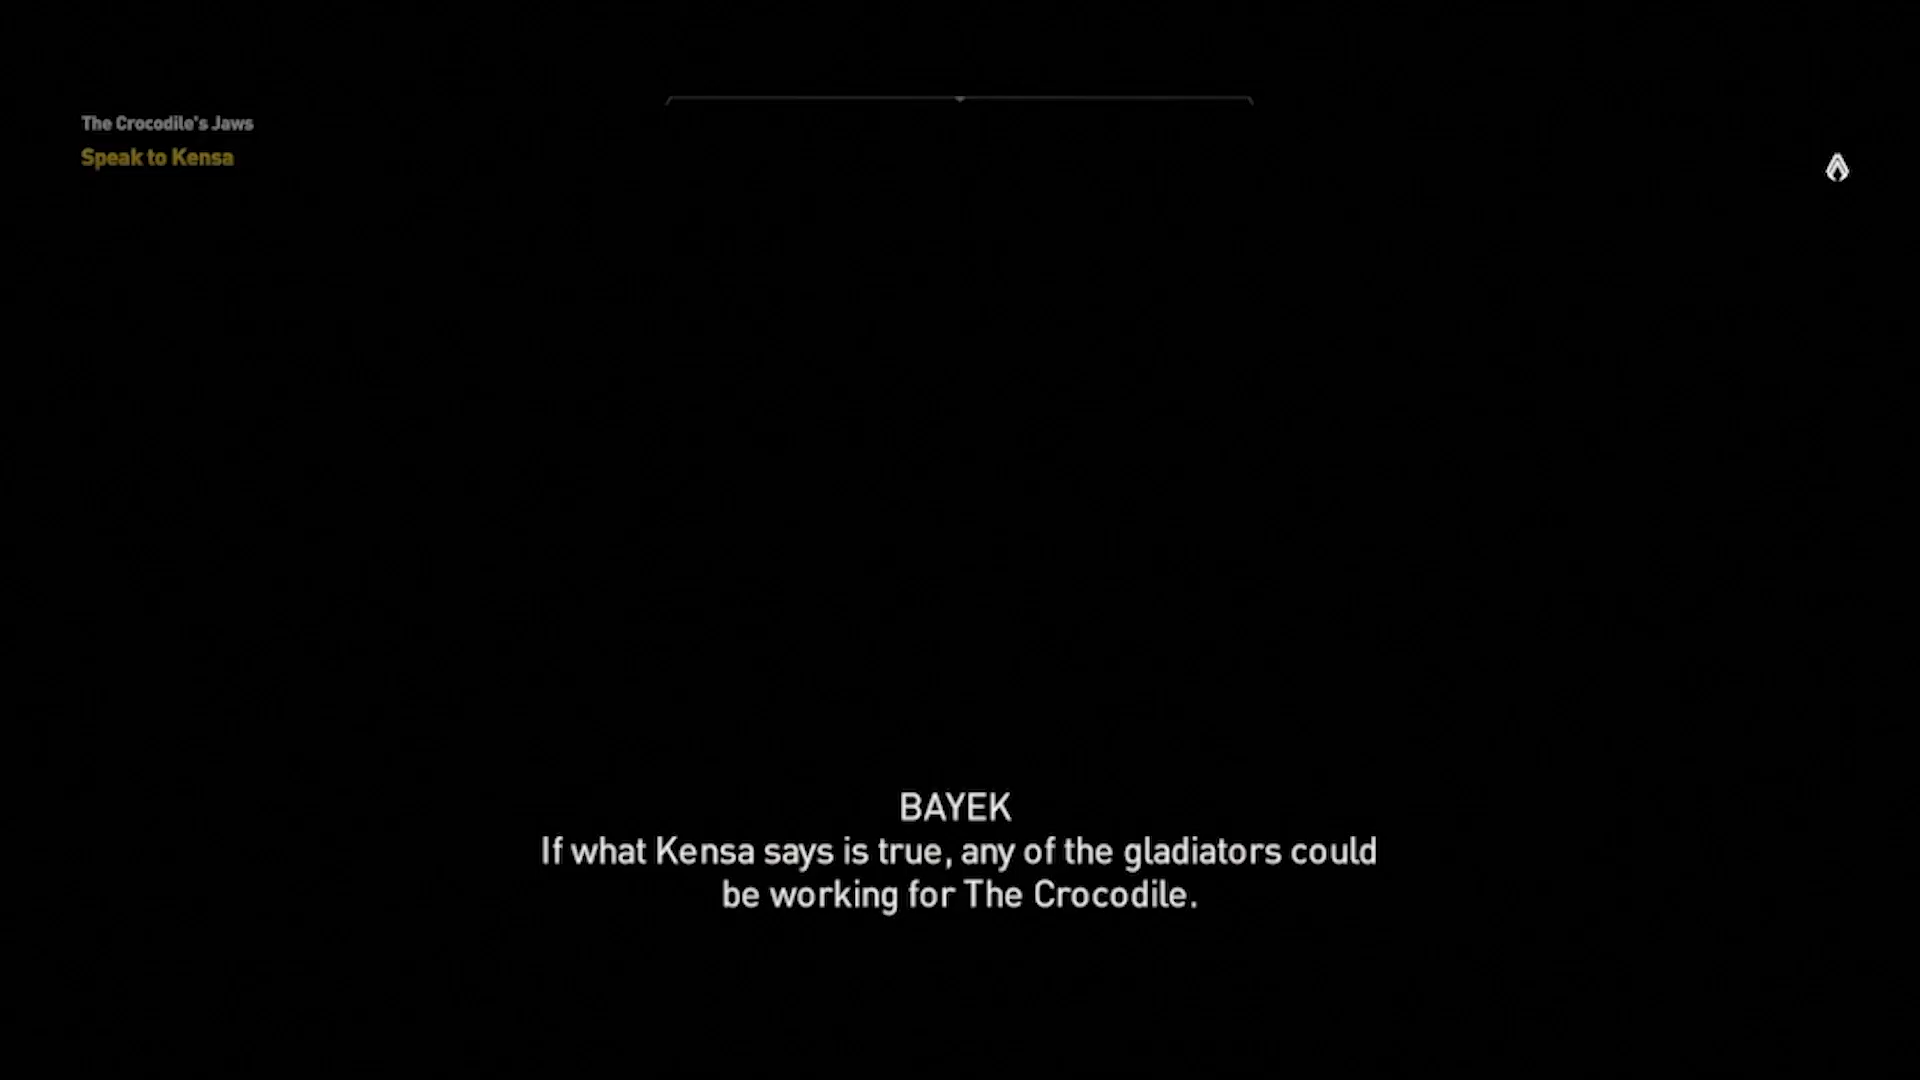 The Crocodile's Jaws
Speak to Kensa
BAYEK
If what Kensa says is true, any of the gladiators could
be working for The Crocodile.